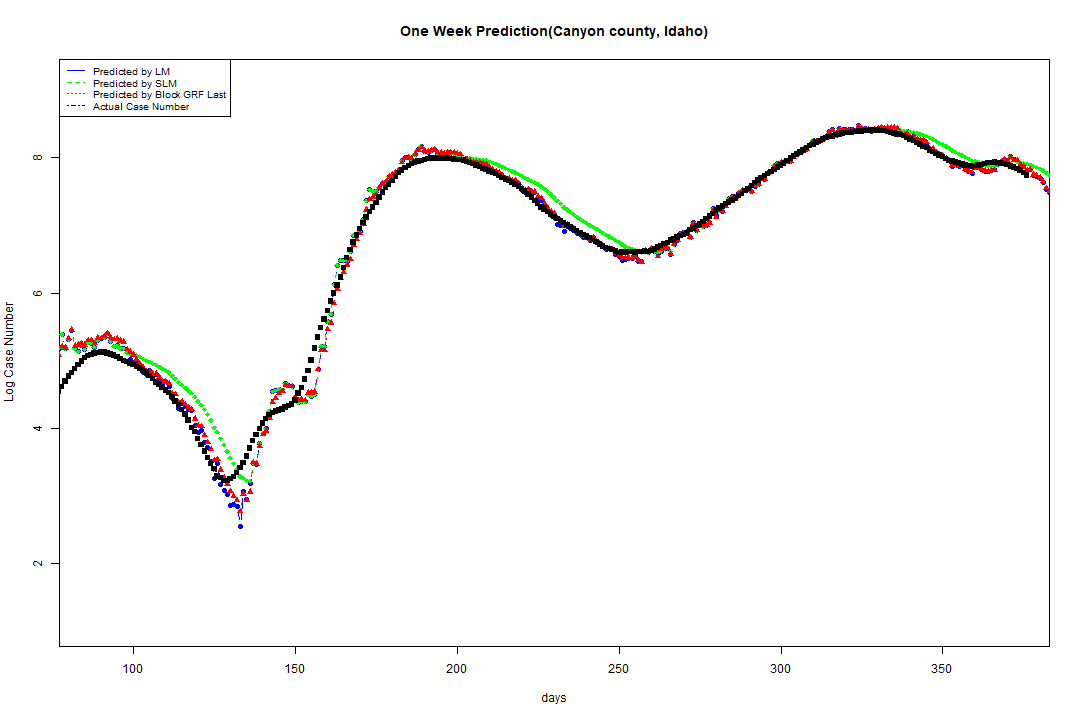 One Week Prediction(Canyon county, Idaho)
Predicted by LM
Predicted by SLM
Predicted by Block GRF Last
Actual Case Number
8
6
4
2
Log Case Number
100 150 200 250 300 350
days